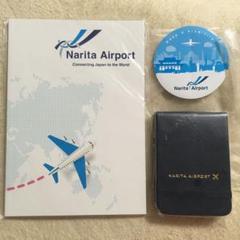 Narita Airport
Connecting Japan to the World
Narita Airport
NARITA AIRPORT